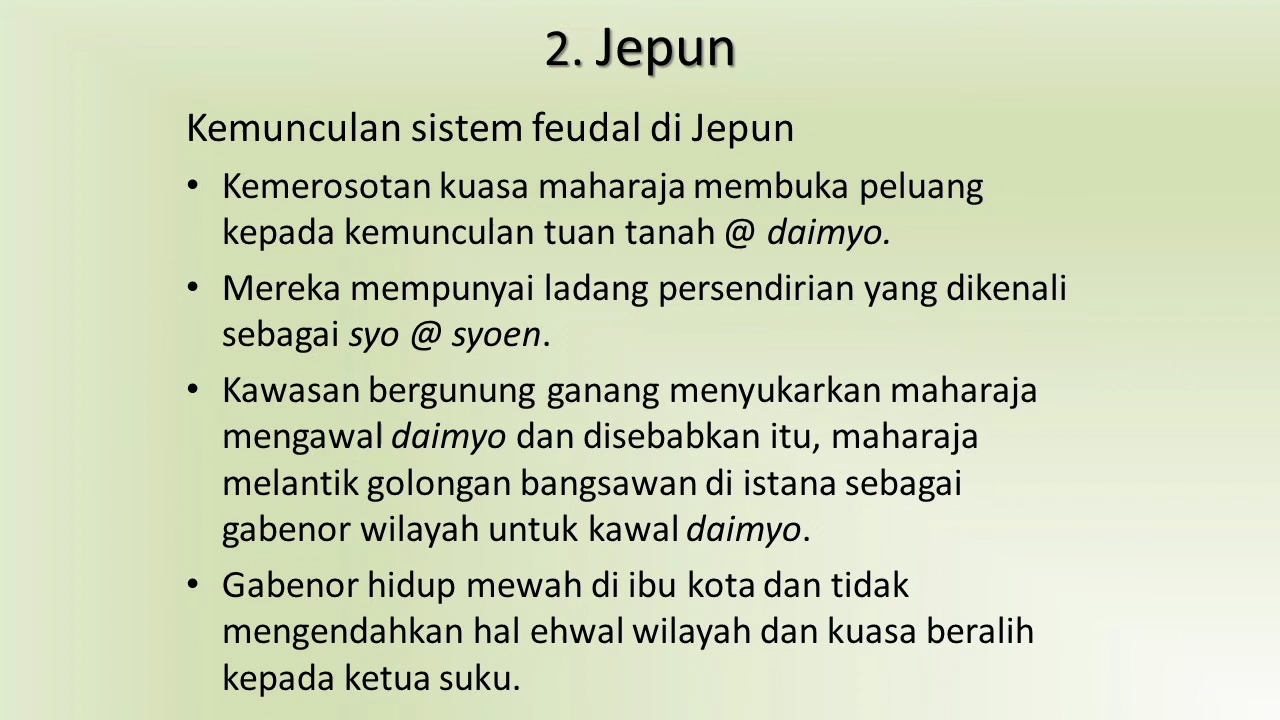 2. Jepun
Kemunculan sistem feudal di Jepun
• Kemerosotan kuasa maharaja membuka peluang
kepada kemunculan tuan tanah @ daimyo.
• Mereka mempunyai ladang persendirian yang dikenali
sebagai syo @ syoen.
• Kawasan bergunung ganang menyukarkan maharaja
mengawal daimyo dan disebabkan itu, maharaja
melantik golongan bangsawan di istana sebagai
gabenor wilayah untuk kawal daimyo.
• Gabenor hidup mewah di ibu kota dan tidak
mengendahkan hal ehwal wilayah dan kuasa beralih
kepada ketua suku.